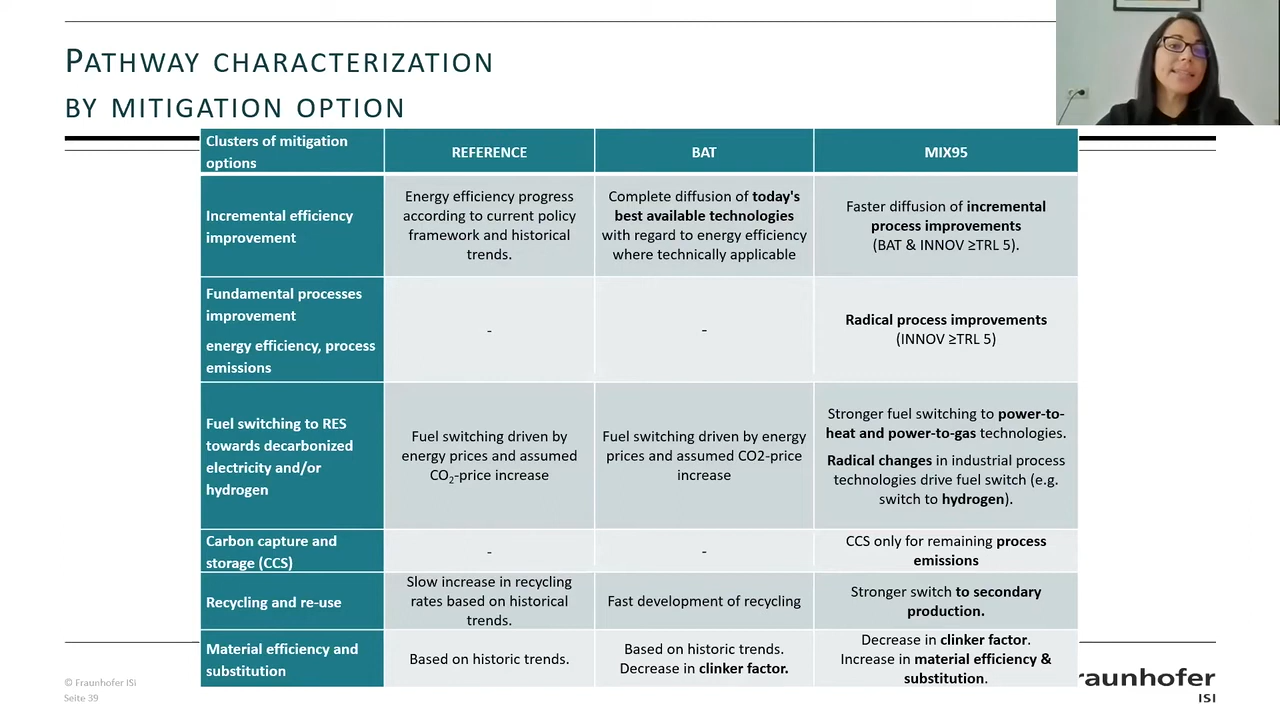 PATHWAY CHARACTERIZATION
BY MITIGATION OPTION
Clusters of mitigation
options
REFERENCE
BAT
MIX95
Incremental efficiency
improvement
Energy efficiency progress
according to current policy
framework and historical
trends.
Complete diffusion of today's
best available technologies
with regard to energy efficiency
where technically applicable
Faster diffusion of incremental
process improvements
(BAT & INNOV ≥TRL 5).
Fundamental processes
improvement
energy efficiency, process
emissions
-
-
Radical process improvements
(INNOV ≥TRL 5)
Fuel switching to RES
towards decarbonized
electricity and/or
hydrogen
Fuel switching driven by
energy prices and assumed
CO₂-price increase
Fuel switching driven by energy
prices and assumed CO2-price
increase
Stronger fuel switching to power-to-
heat and power-to-gas technologies.
Radical changes in industrial process
technologies drive fuel switch (e.g.
switch to hydrogen).
Carbon capture and
storage (CCS)
-
-
CCS only for remaining process
emissions
Recycling and re-use
Slow increase in recycling
rates based on historical
trends.
Fast development of recycling
Stronger switch to secondary
production.
Material efficiency and
substitution
Based on historic trends.
Based on historic trends.
Decrease in clinker factor.
Decrease in clinker factor.
Increase in material efficiency &
substitution.
© Fraunhofer ISI
Seite 39
raunhofer
ISI